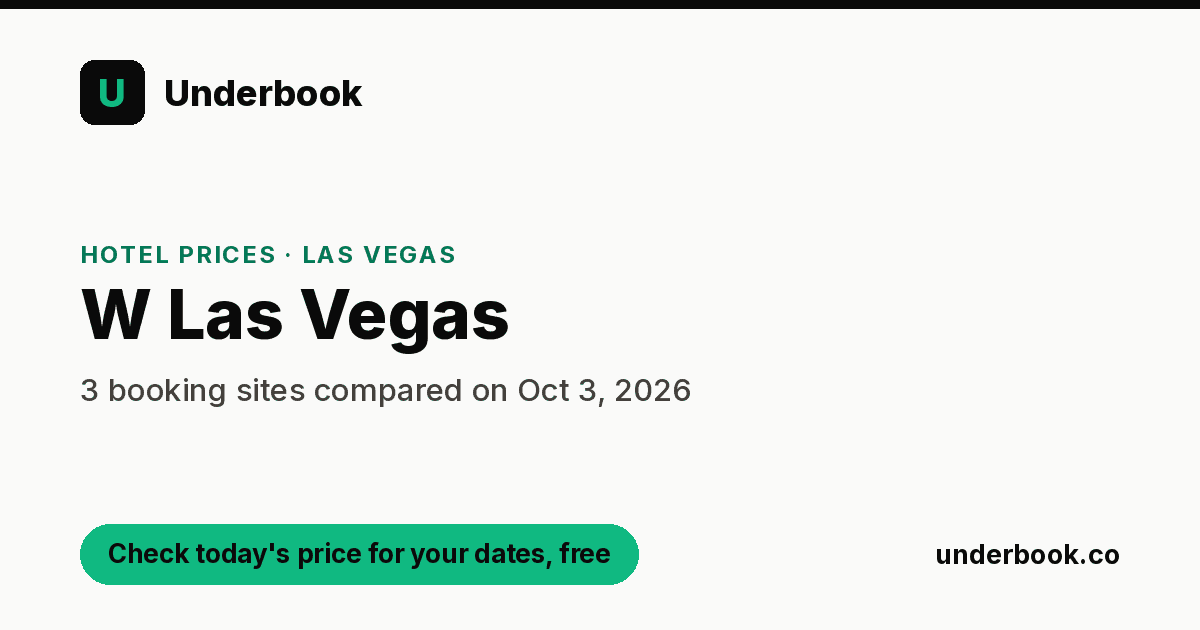 U Underbook
HOTEL PRICES · LAS VEGAS
W Las Vegas
3 booking sites compared on Oct 3, 2026
Check today's price for your dates, free
underbook.co